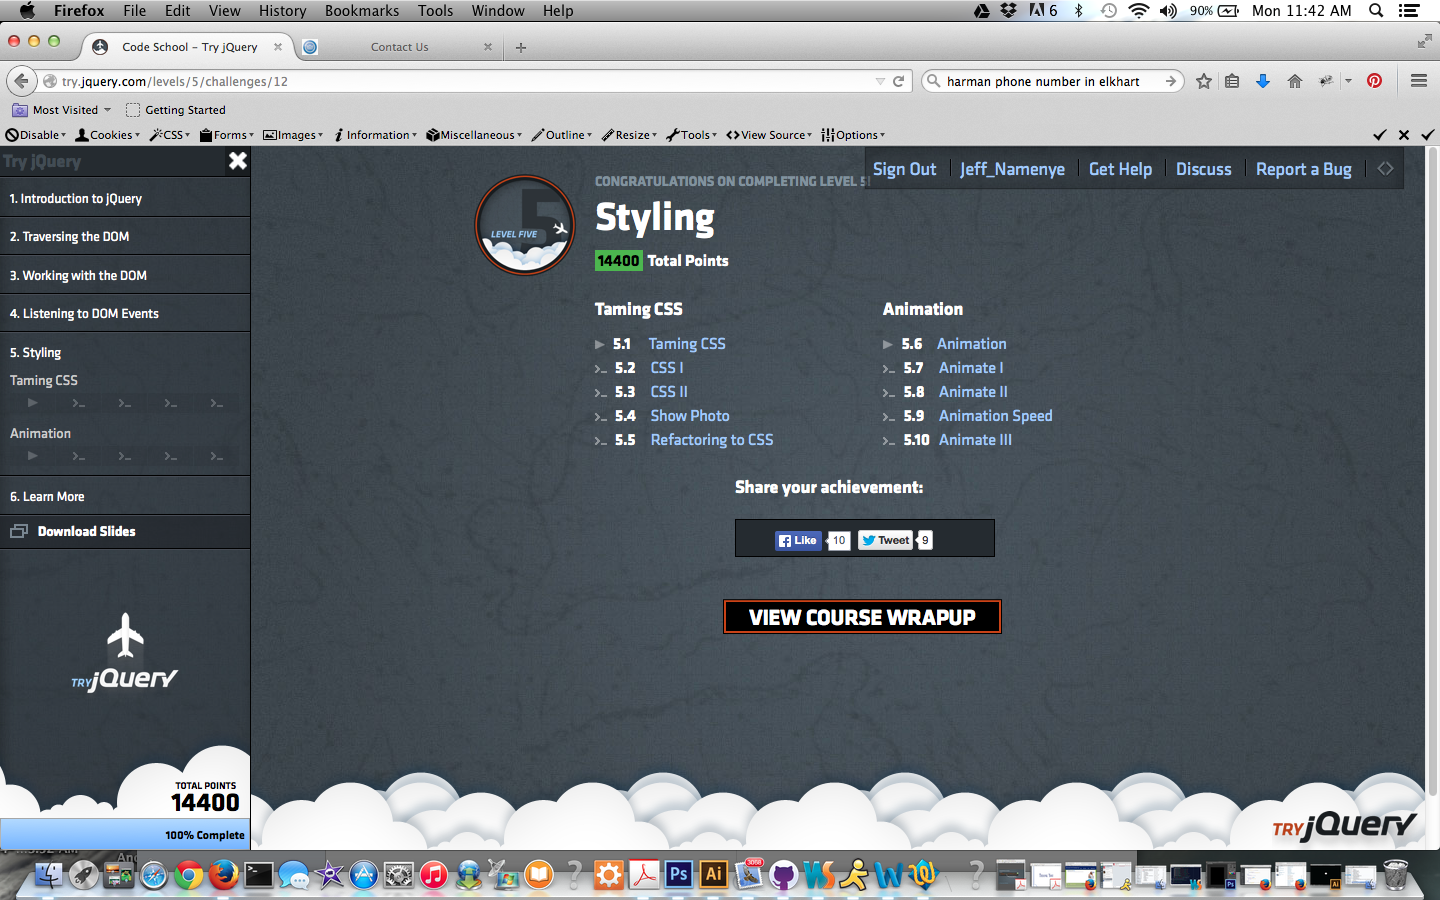 Firefox File Edit View History Bookmarks Tools Window Help 6 90% Mon 11:42 AM
Code School - Try jQuery Contact Us
try.jquery.com/levels/5/challenges/12 harman phone number in elkhart
Most Visited Getting Started
Disable Cookies CSS Forms Images Information Miscellaneous Outline Resize Tools View Source Options
Try jQuery
1. Introduction to jQuery
2. Traversing the DOM
3. Working with the DOM
4. Listening to DOM Events
5. Styling
Taming CSS
Animation
6. Learn More
Download Slides
TRY jQuery
TOTAL POINTS
14400
100% Complete
Sign Out Jeff_Namenye Get Help Discuss Report a Bug
5
LEVEL FIVE
CONGRATULATIONS ON COMPLETING LEVEL 5
Styling
14400 Total Points
Taming CSS
5.1 Taming CSS
5.2 CSS I
5.3 CSS II
5.4 Show Photo
5.5 Refactoring to CSS
Animation
5.6 Animation
5.7 Animate I
5.8 Animate II
5.9 Animation Speed
5.10 Animate III
Share your achievement:
Like 10 Tweet 9
VIEW COURSE WRAPUP
TRY jQuery
Ps Ai 3068